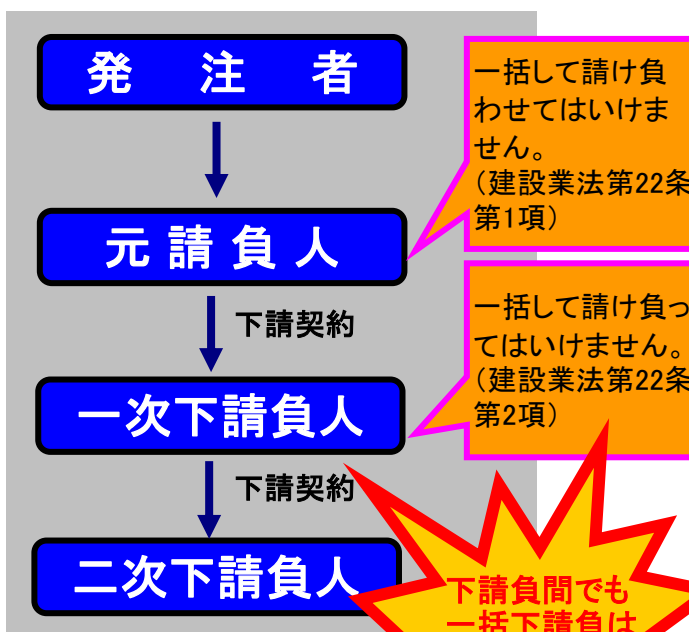 発注者
一括して請け負
わせてはいけま
せん。
(建設業法第22条
第1項)
元請負人
下請契約
一括して請け負っ
てはいけません。
(建設業法第22条
第2項)
一次下請負人
下請契約
二次下請負人
下請負間でも
一括下請負は